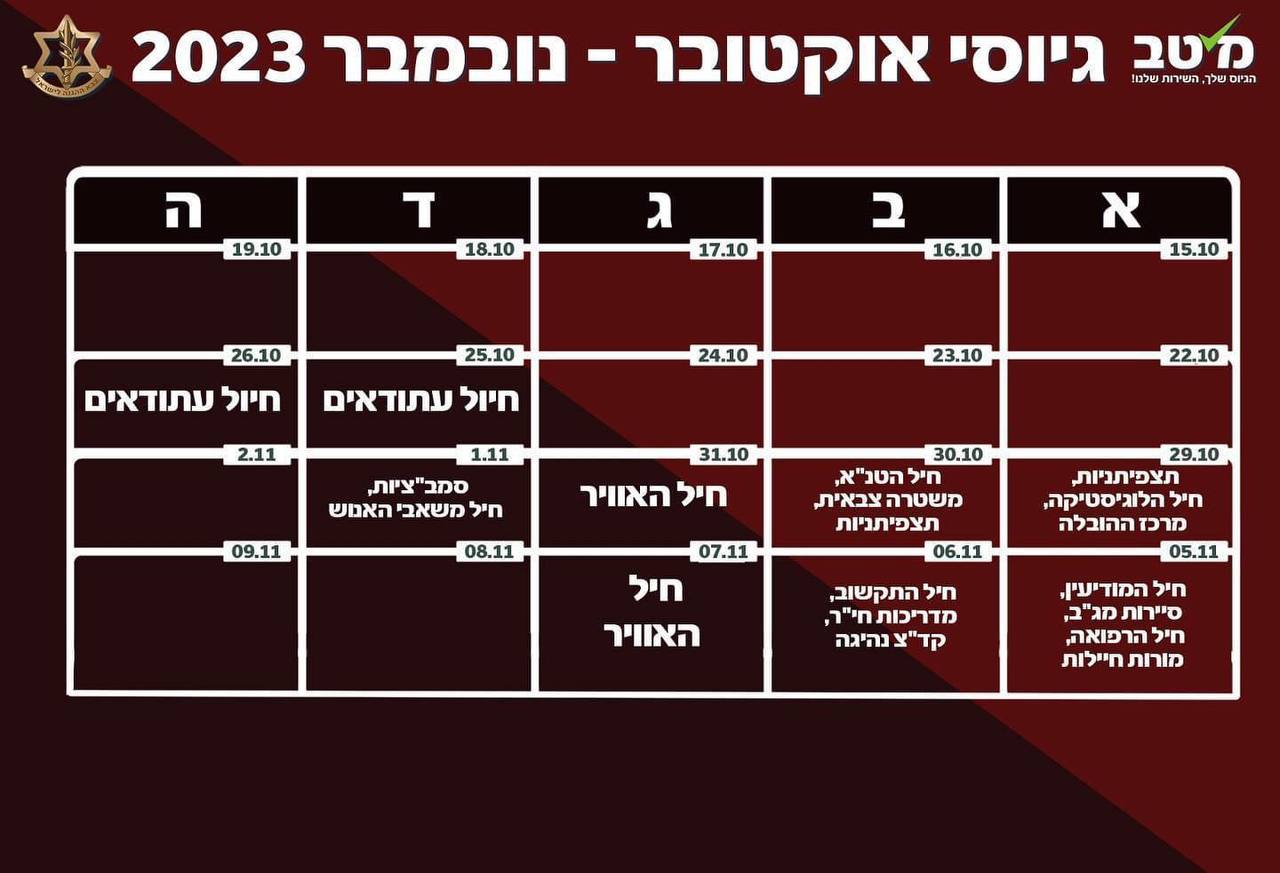 מיטב
הגיוס שלך, השירות שלנו!
גיוסי אוקטובר - נובמבר 2023
צבא ההגנה לישראל
א
ב
ג
ד
ה
15.10
16.10
17.10
18.10
19.10
22.10
23.10
24.10
25.10
חיול עתודאים
26.10
חיול עתודאים
29.10
תצפיתניות,
חיל הלוגיסטיקה,
מרכז ההובלה
30.10
חיל הטנ"א,
משטרה צבאית,
תצפיתניות
31.10
חיל האוויר
1.11
סמב"ציות,
חיל משאבי האנוש
2.11
05.11
חיל המודיעין,
סיירות מג"ב,
חיל הרפואה,
מורות חיילות
06.11
חיל התקשוב,
מדריכות חי"ר,
קד"צ נהיגה
07.11
חיל
האוויר
08.11
09.11